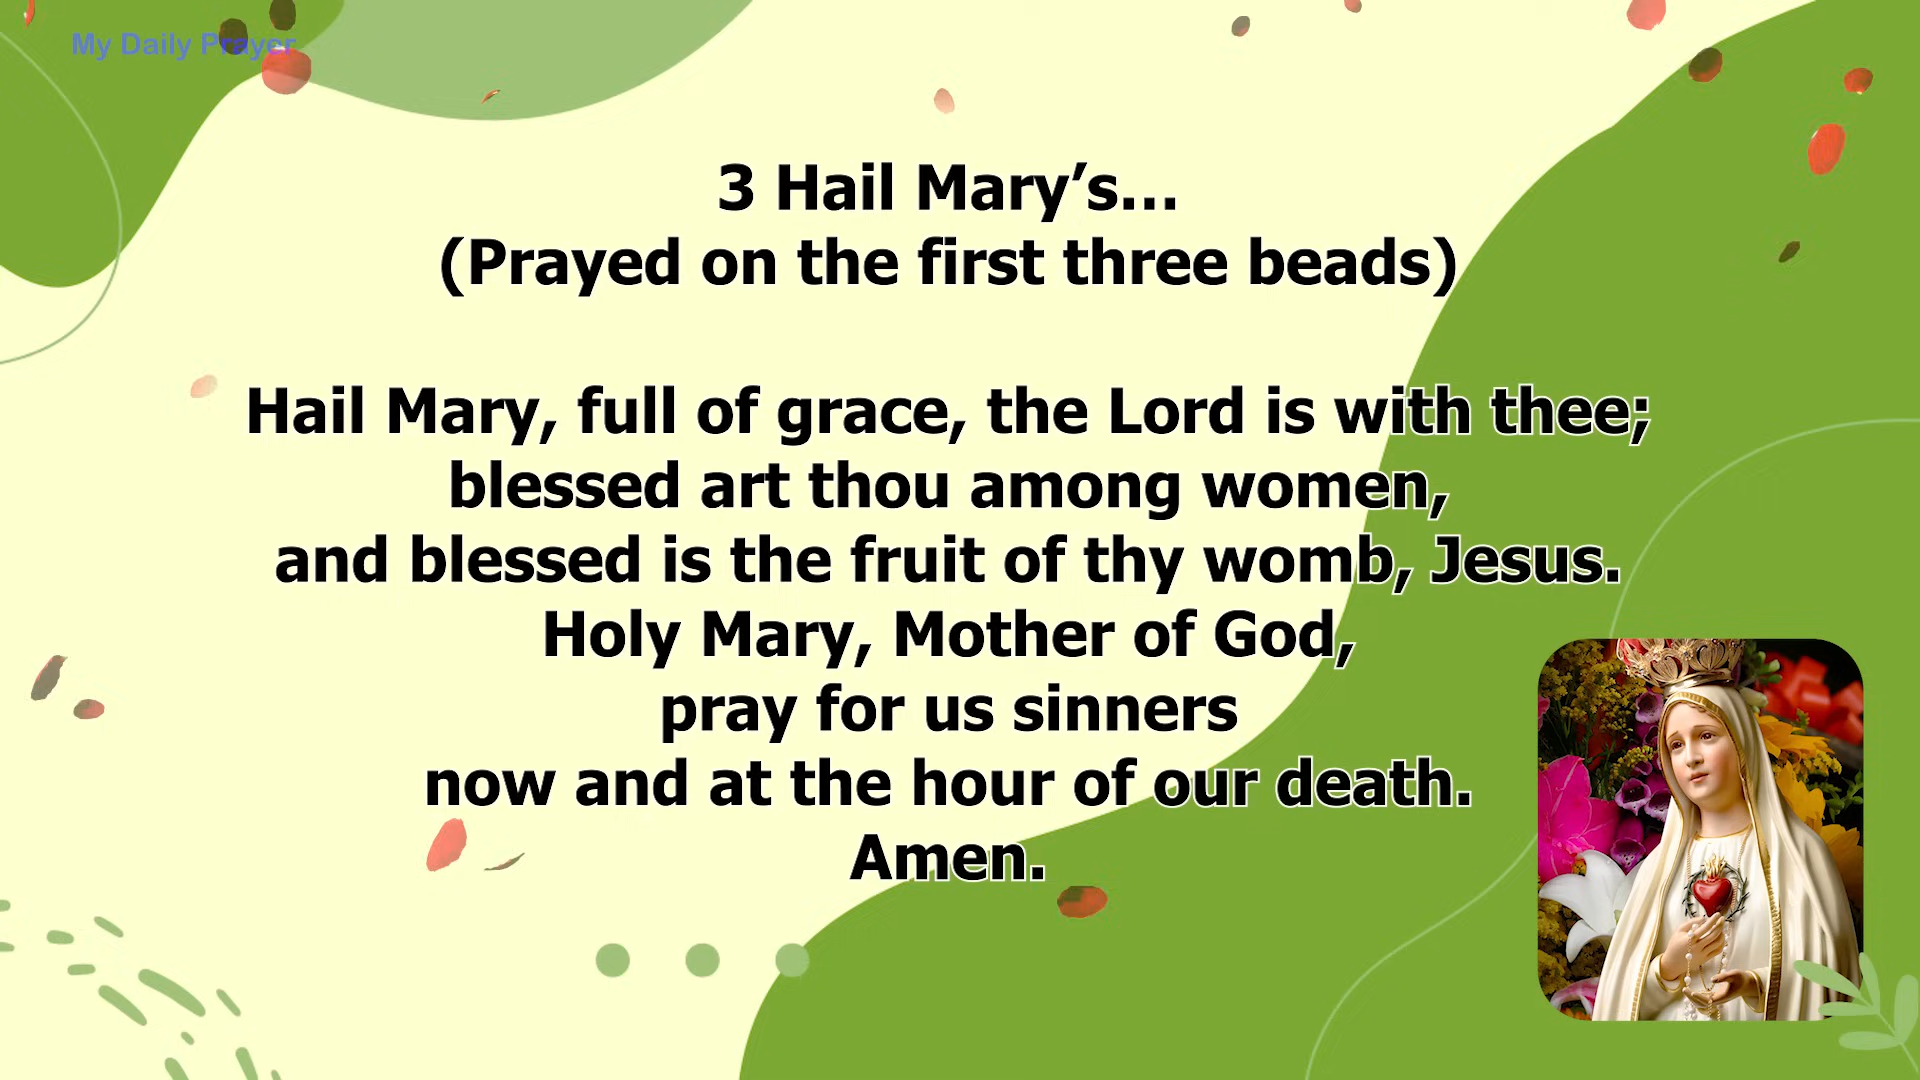 My Daily Prayer
3 Hail Mary’s...
(Prayed on the first three beads)
Hail Mary, full of grace, the Lord is with thee;
blessed art thou among women,
and blessed is the fruit of thy womb, Jesus.
Holy Mary, Mother of God,
pray for us sinners
now and at the hour of our death.
Amen.